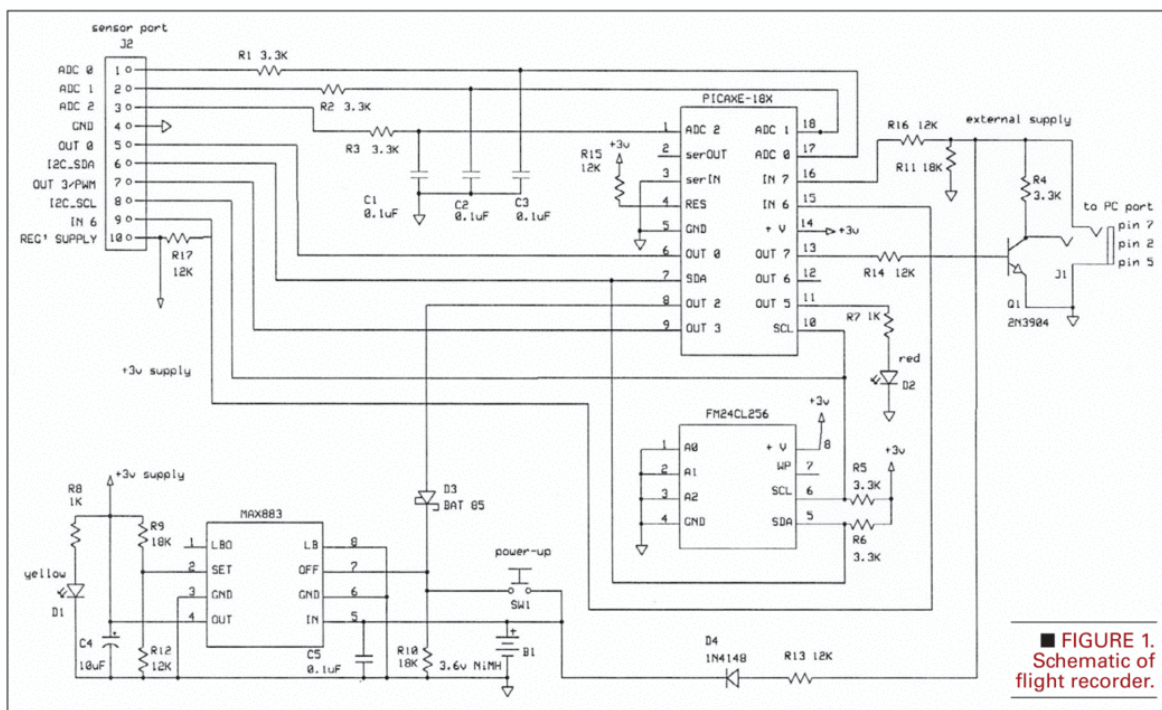 sensor port
J2
ADC 0 1
ADC 1 2
ADC 2 3
GND 4
OUT 0 5
I2C_SDA 6
OUT 3/PWM 7
I2C_SCL 8
IN 6 9
REG' SUPPLY 10
R1 3.3K
R2 3.3K
R3 3.3K
C1
0.1uF
C2
0.1uF
C3
0.1uF
R17
12K
+3v
R15
12K
PICAXE-18X
1 ADC 2
2 serOUT
3 serIN
4 RES
5 GND
6 OUT 0
7 SDA
8 OUT 2
9 OUT 3
ADC 1 18
ADC 0 17
IN 7 16
IN 6 15
+ V 14
OUT 7 13
OUT 6 12
OUT 5 11
SCL 10
+3v
R16 12K
external supply
R11 18K
R4
3.3K
to PC port
pin 7
pin 2
pin 5
J1
R14 12K
Q1
2N3904
R7 1K
red
D2
+3v supply
FM24CL256
1 A0
2 A1
3 A2
4 GND
+ V 8
WP 7
SCL 6
SDA 5
+3v
+3v
R5
3.3K
R6
3.3K
+3v supply
R8
1K
R9
18K
yellow
D1
C4
10uF
R12
12K
MAX883
1 LBO
2 SET
3 GND
4 OUT
LB 8
OFF 7
GND 6
IN 5
C5
0.1uF
D3
BAT 85
power-up
SW1
R10
18K
3.6v NiMH
B1
D4
1N4148
R13 12K
■ FIGURE 1.
Schematic of
flight recorder.